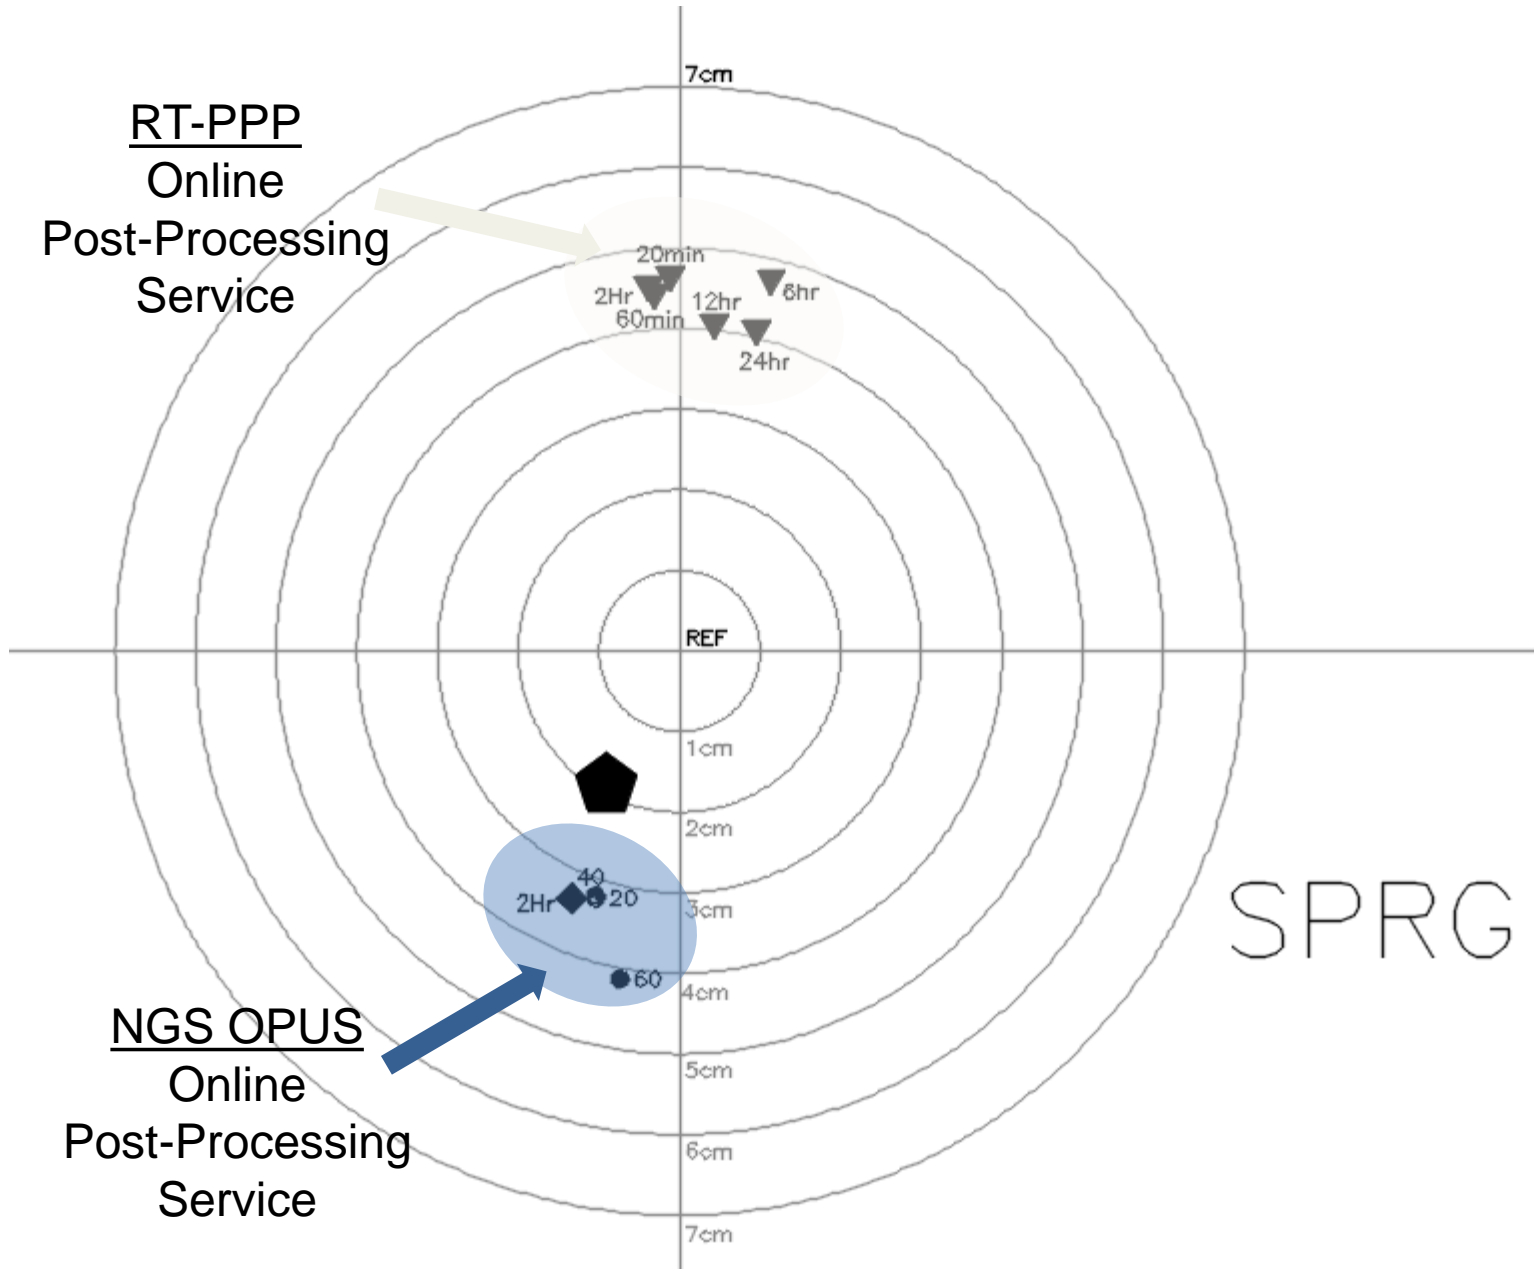 7cm
RT-PPP
Online
Post-Processing
Service
20min
2Hr
60min
12hr
6hr
24hr
REF
1cm
2cm
40
2Hr
20
3cm
60
4cm
SPRG
NGS OPUS
Online
Post-Processing
Service
5cm
6cm
7cm